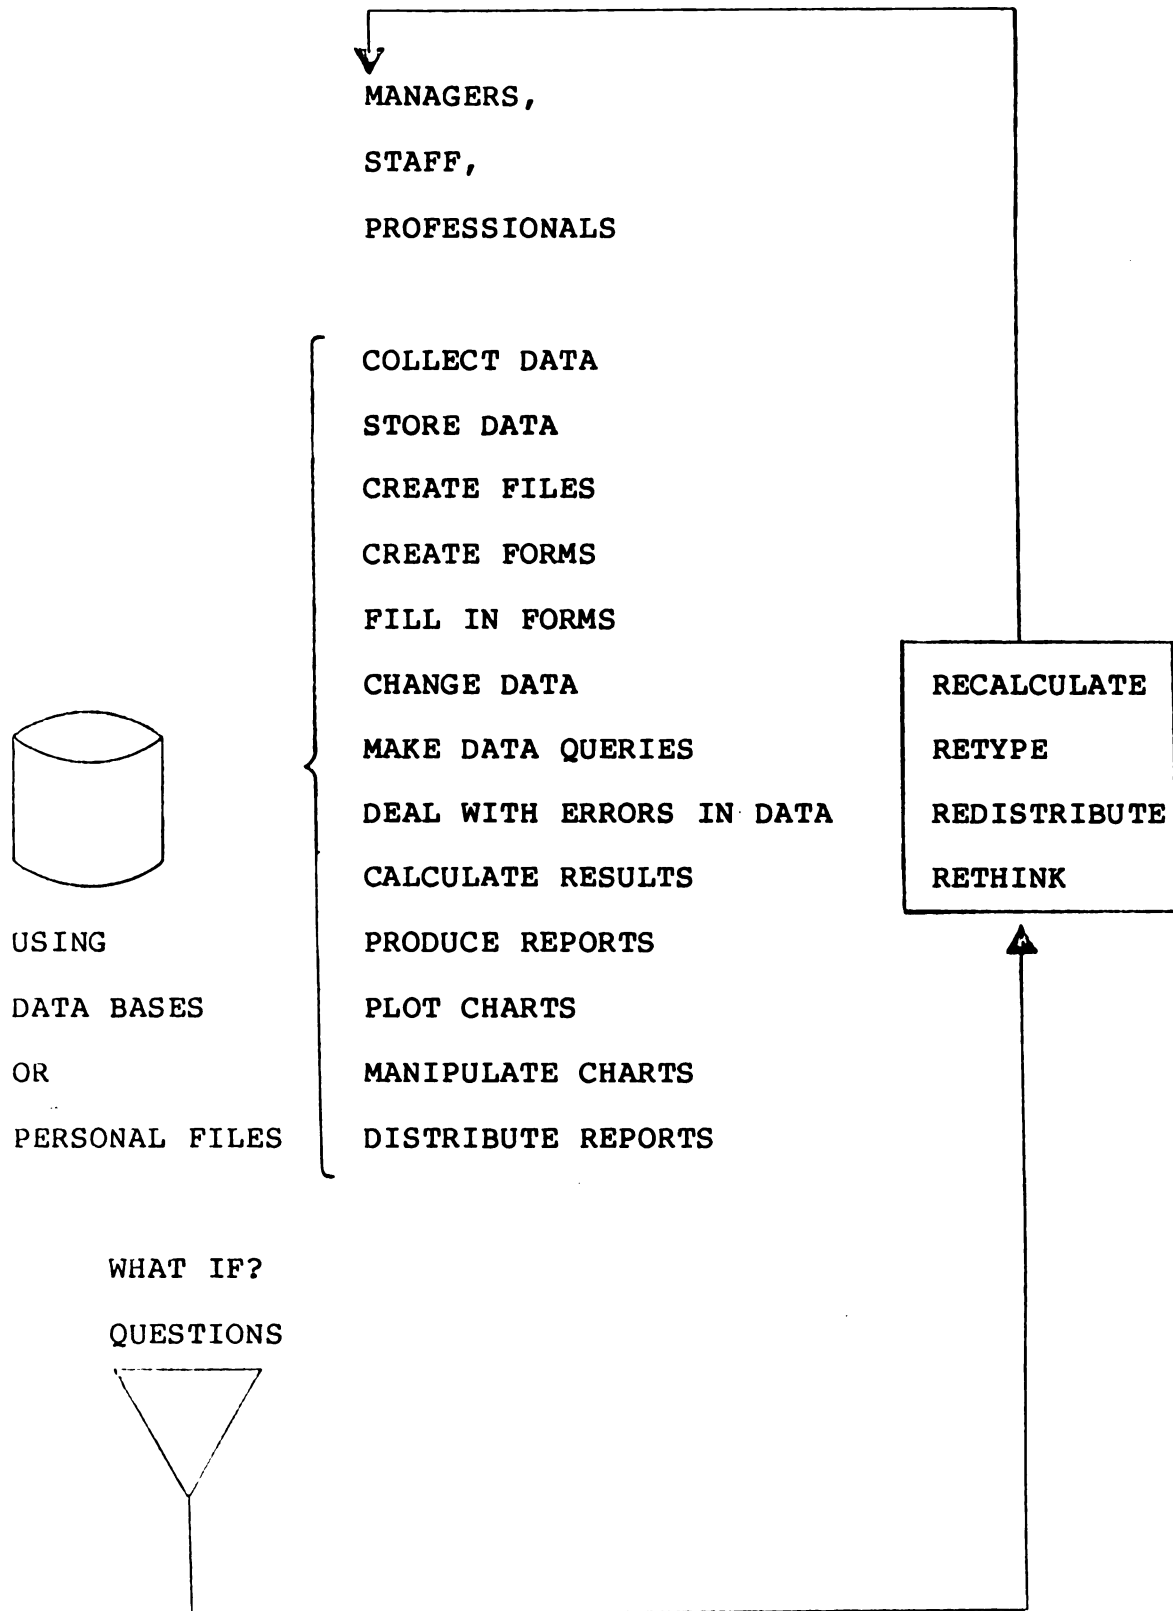 MANAGERS,
STAFF,
PROFESSIONALS
COLLECT DATA
STORE DATA
CREATE FILES
CREATE FORMS
FILL IN FORMS
CHANGE DATA
MAKE DATA QUERIES
DEAL WITH ERRORS IN DATA
CALCULATE RESULTS
PRODUCE REPORTS
PLOT CHARTS
MANIPULATE CHARTS
DISTRIBUTE REPORTS
RECALCULATE
RETYPE
REDISTRIBUTE
RETHINK
USING
DATA BASES
OR
PERSONAL FILES
WHAT IF?
QUESTIONS